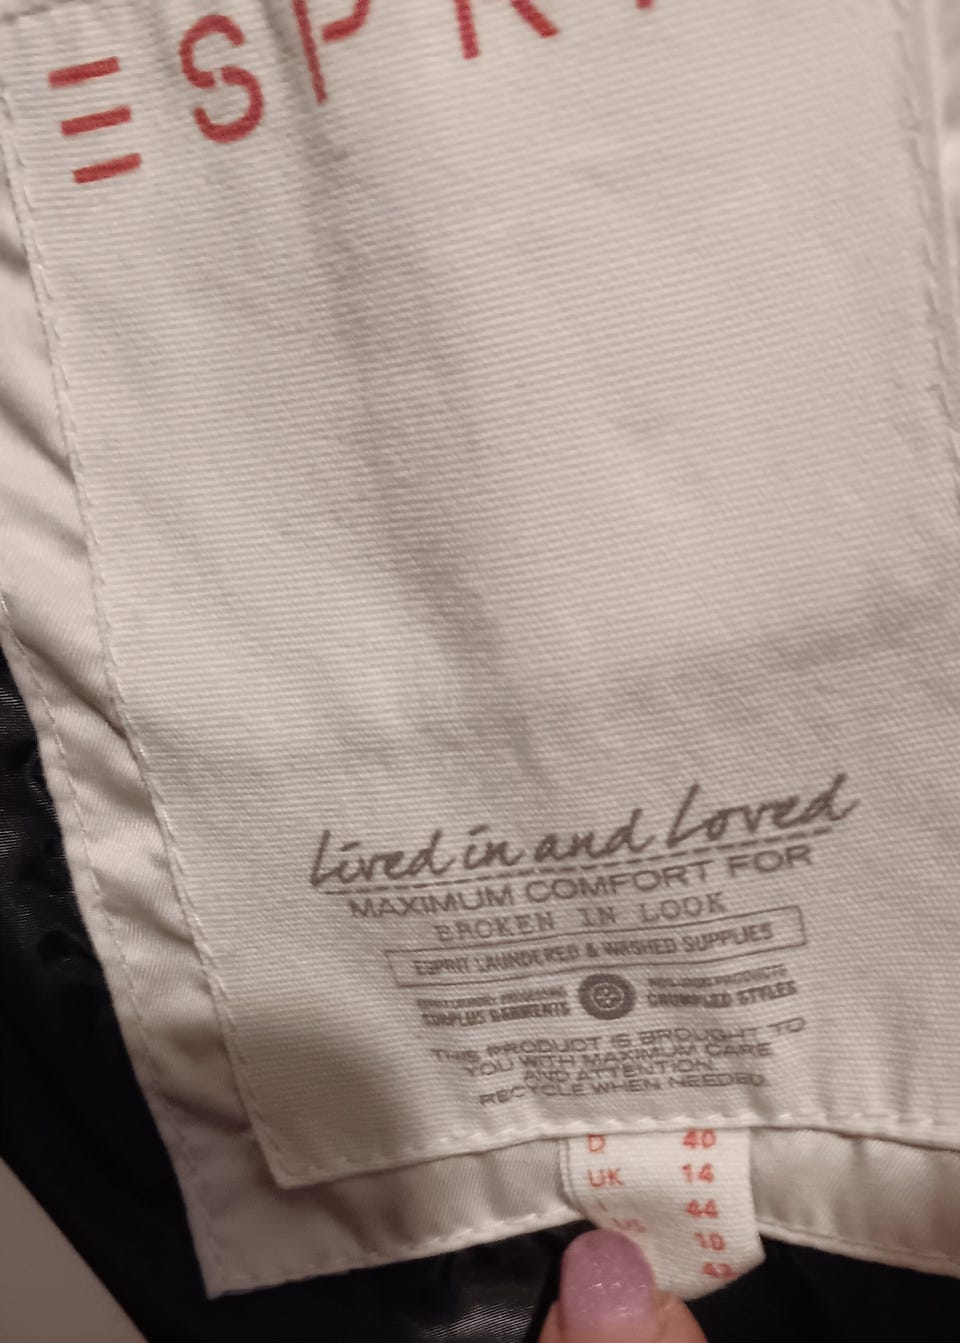 ESPR
Lived in and Loved
MAXIMUM COMFORT FOR
BROKEN IN LOOK
ESPRIT LAUNDERED & WASHED SUPPLIES
SURPLUS GARMENTS CRUMPLED STYLES
THIS PRODUCT IS BROUGHT TO
YOU WITH MAXIMUM CARE
AND ATTENTION.
RECYCLE WHEN NEEDED.
D 40
UK 14
I 44
US 10
42